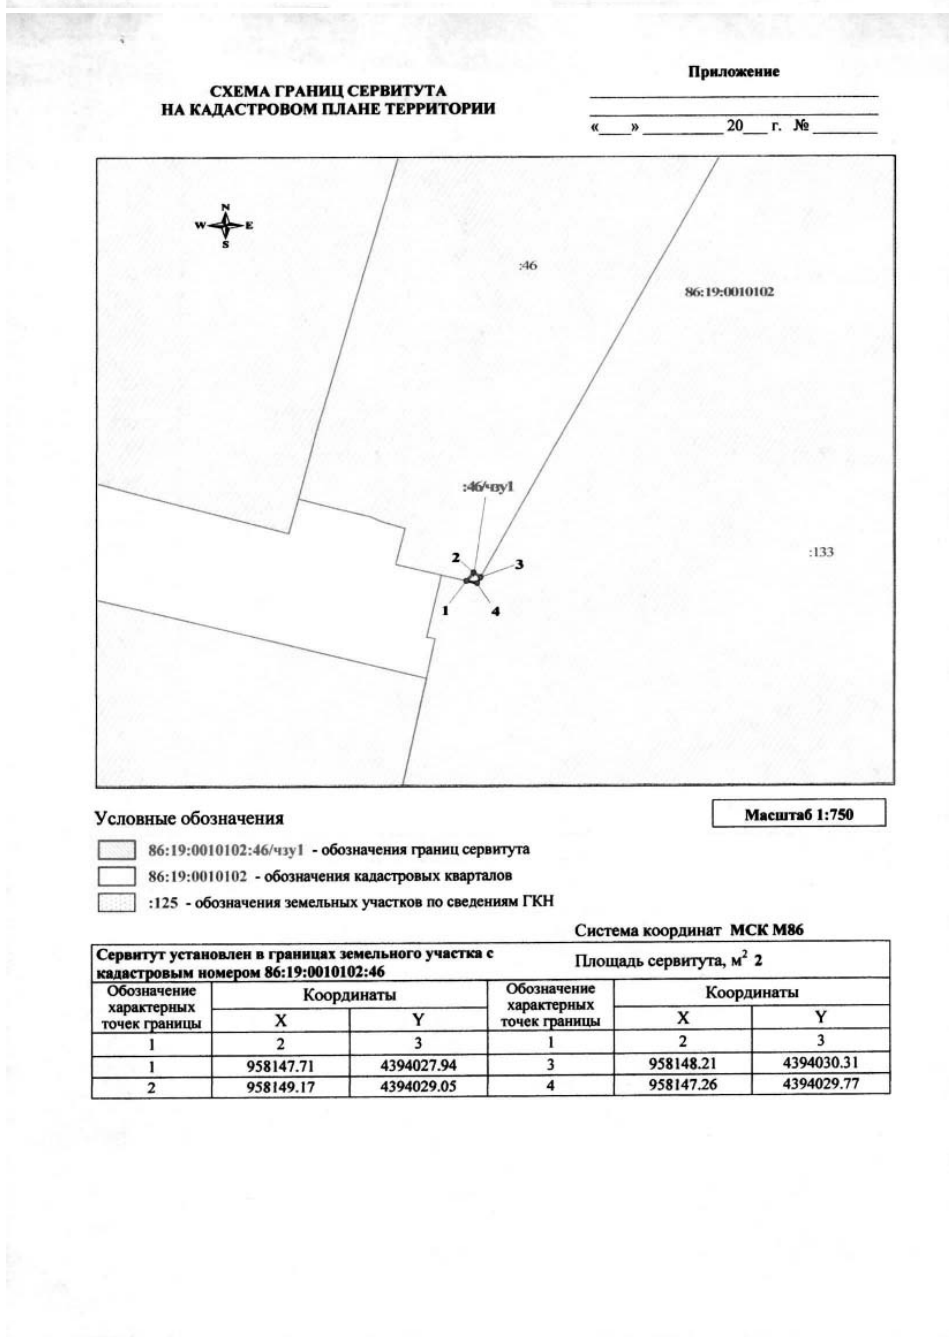 Приложение
СХЕМА ГРАНИЦ СЕРВИТУТА
НА КАДАСТРОВОМ ПЛАНЕ ТЕРРИТОРИИ
«____» __________ 20___ г. № ________
N
W E
S
:46
86:19:0010102
:46/чзу1
:133
2
3
1
4
Условные обозначения
Масштаб 1:750
86:19:0010102:46/чзу1 - обозначения границ сервитута
86:19:0010102 - обозначения кадастровых кварталов
:125 - обозначения земельных участков по сведениям ГКН
Система координат МСК М86
Сервитут установлен в границах земельного участка с
кадастровым номером 86:19:0010102:46
Площадь сервитута, м² 2
Обозначение характерных точек границы Координаты Обозначение характерных точек границы Координаты
X Y X Y
1 2 3 1 2 3
1 958147.71 4394027.94 3 958148.21 4394030.31
2 958149.17 4394029.05 4 958147.26 4394029.77